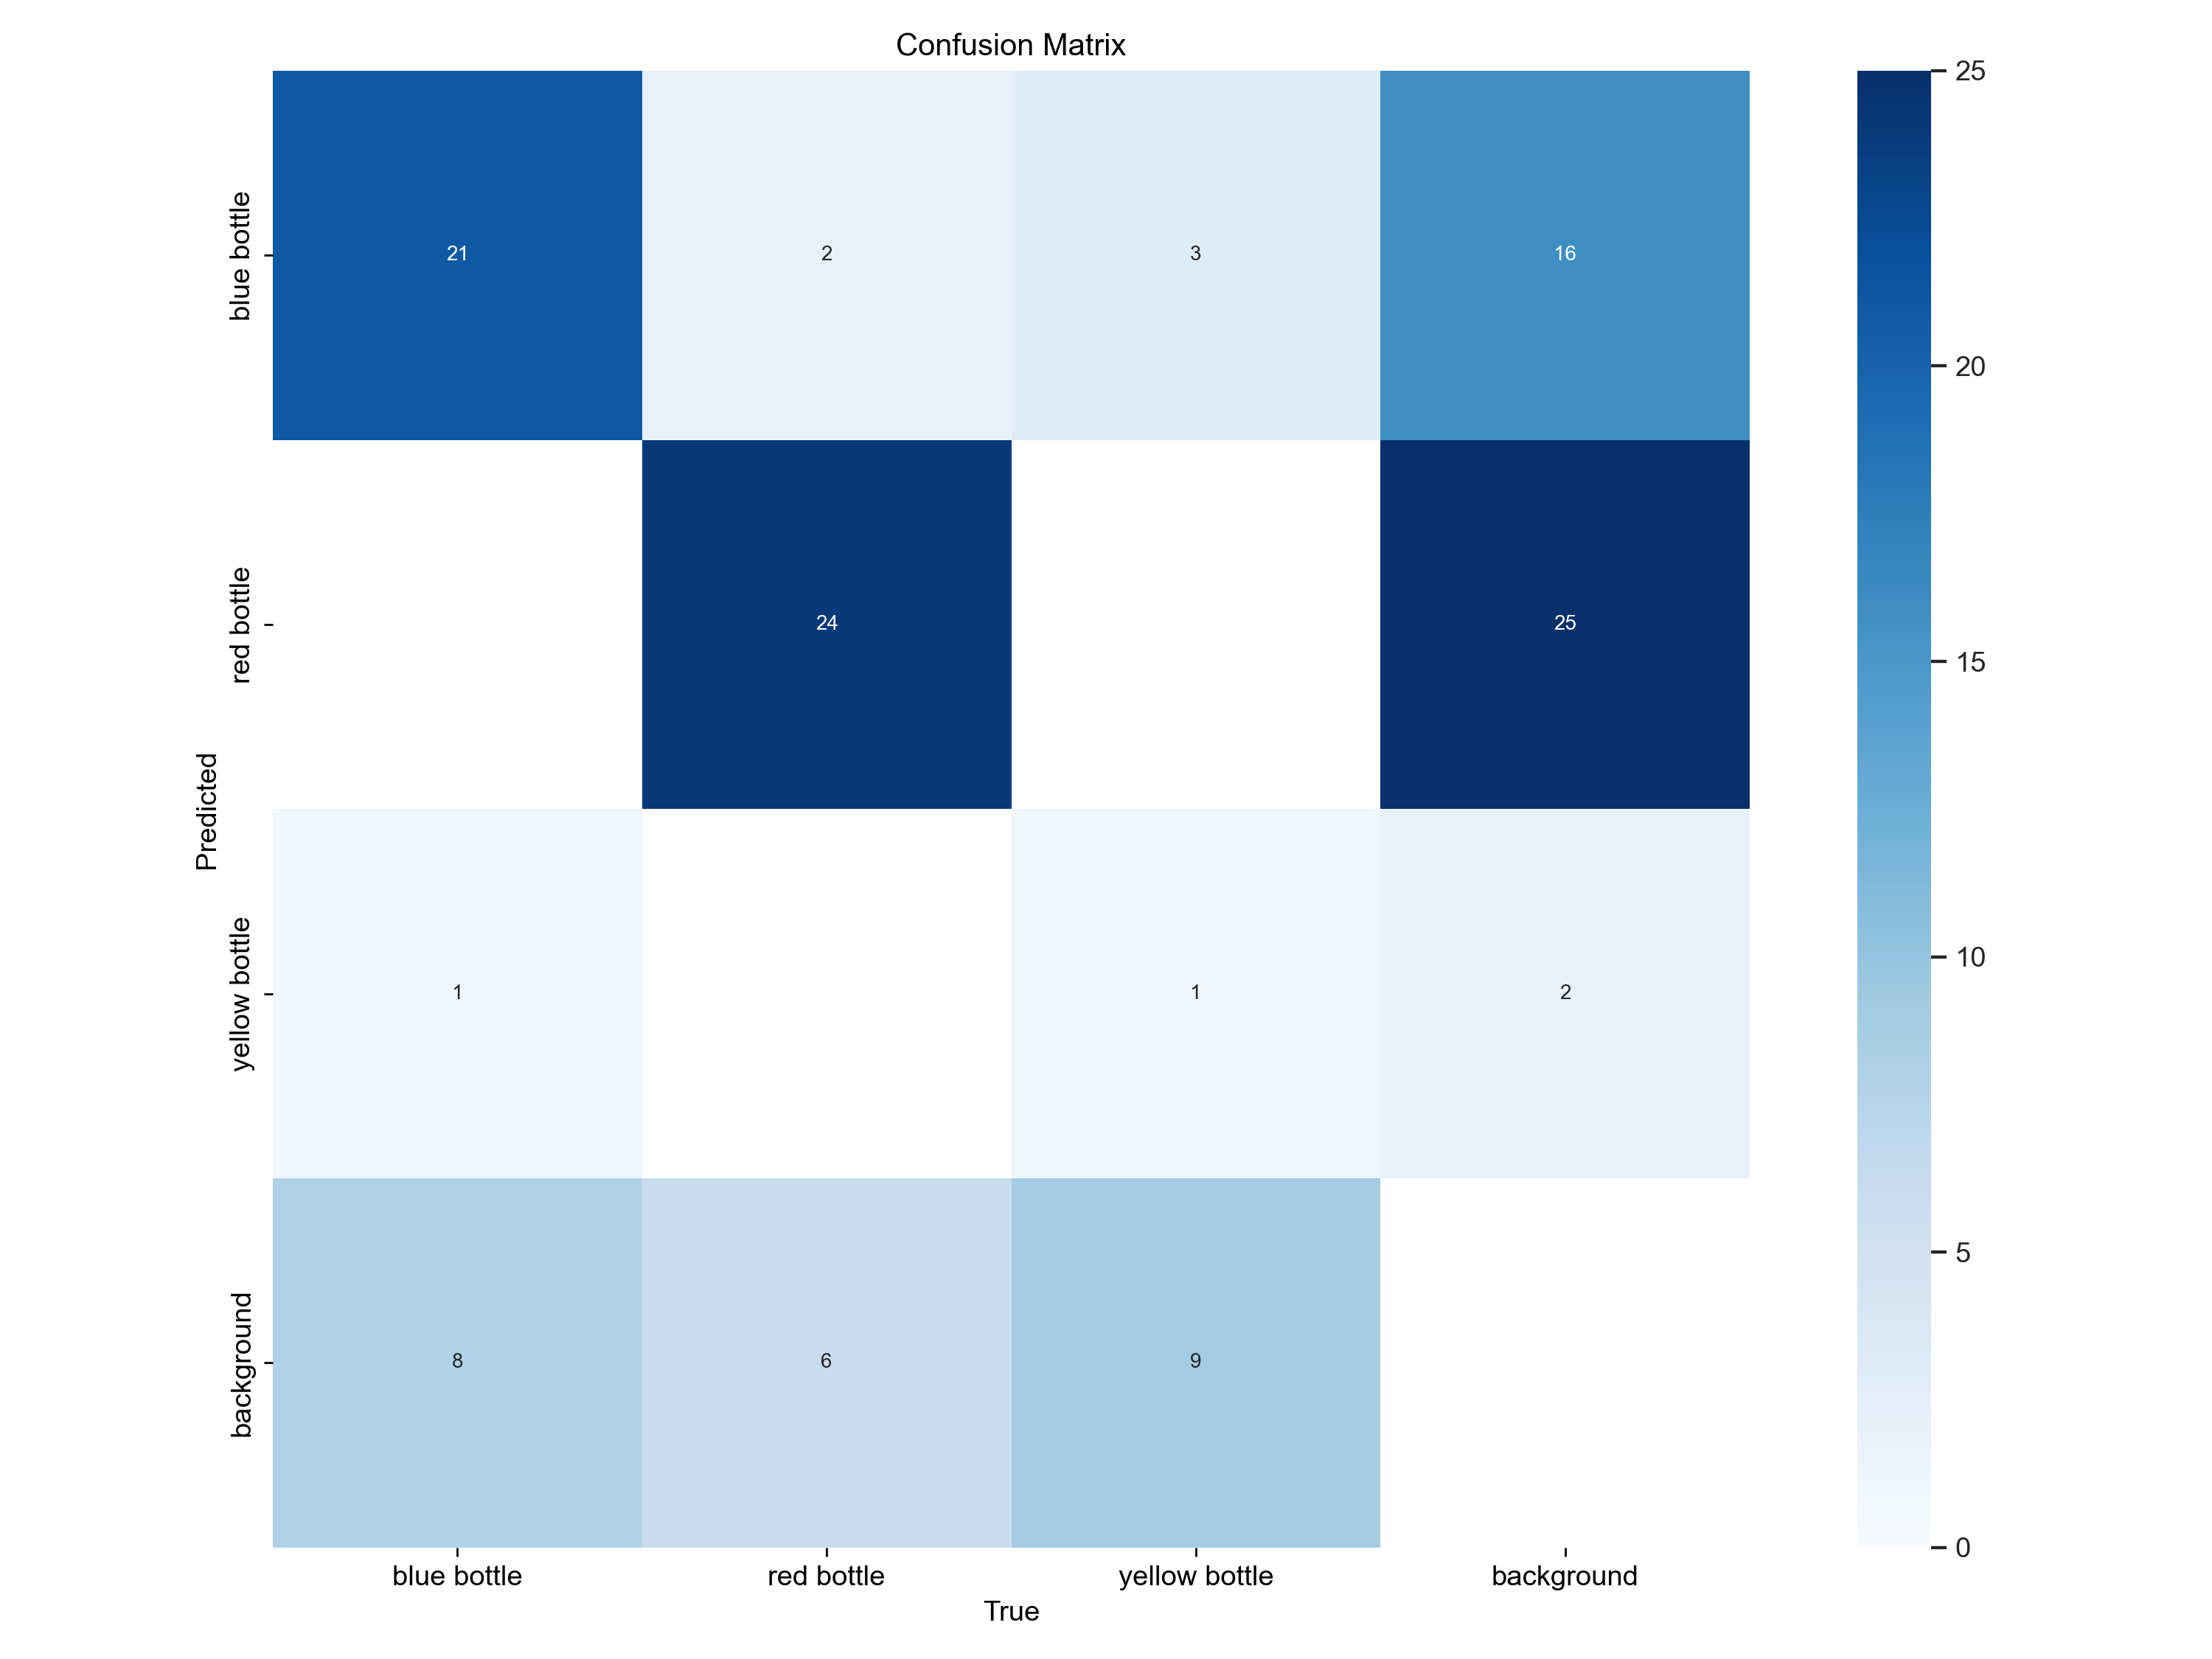 Confusion Matrix
blue bottle
21
2
3
16
25
20
15
10
5
0
red bottle
24
25
Predicted
yellow bottle
1
1
2
background
8
6
9
blue bottle
red bottle
yellow bottle
background
True